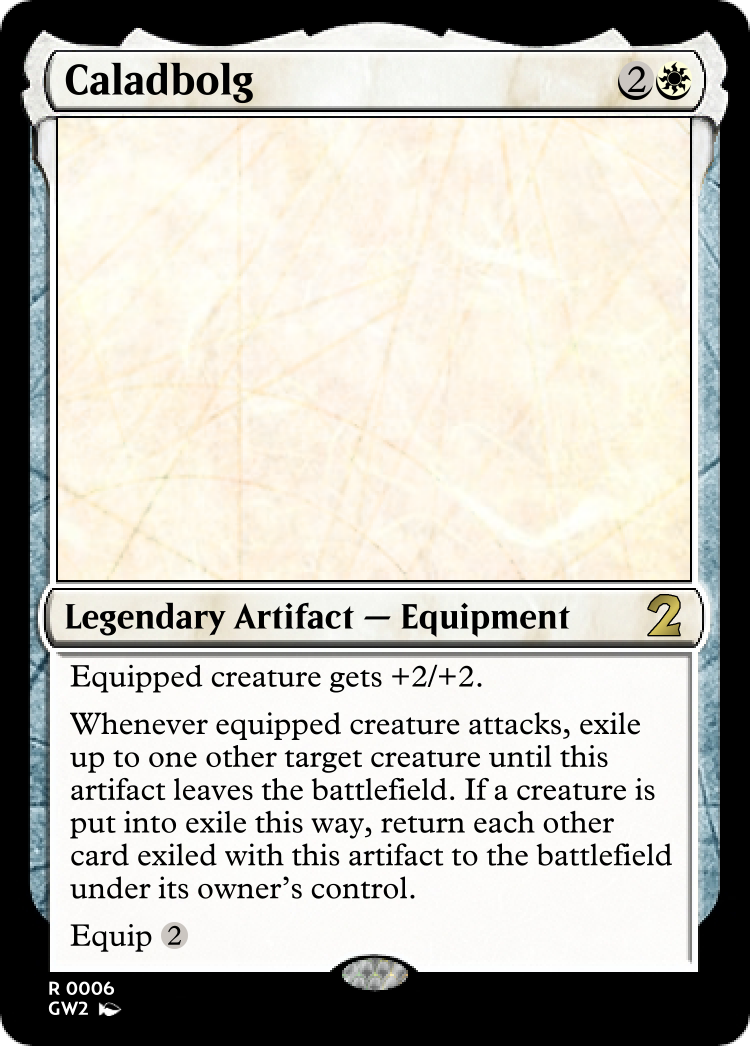 Caladbolg 2
Legendary Artifact — Equipment 2
Equipped creature gets +2/+2.
Whenever equipped creature attacks, exile
up to one other target creature until this
artifact leaves the battlefield. If a creature is
put into exile this way, return each other
card exiled with this artifact to the battlefield
under its owner’s control.
Equip 2
R 0006
GW2